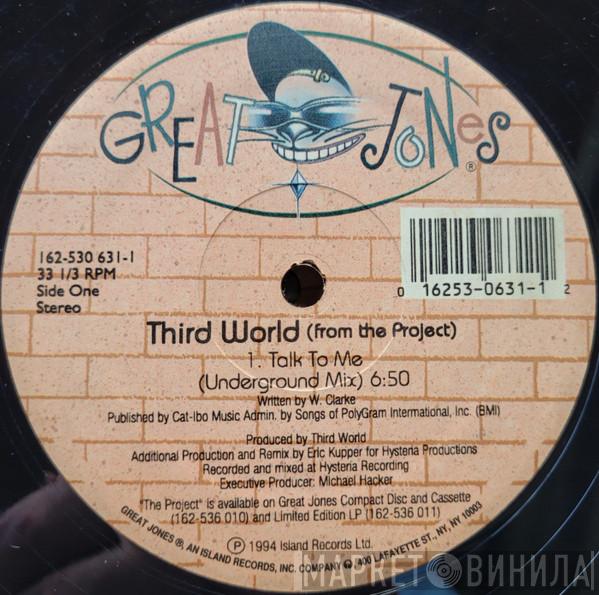 GREAT JONES ®
162-530 631-1
33 1/3 RPM
Side One
Stereo
0 16253-0631-1 2
Third World (from the Project)
1. Talk To Me
(Underground Mix) 6:50
Written by W. Clarke
Published by Cat-Ibo Music Admin. by Songs of PolyGram International, Inc. (BMI)
Produced by Third World
Additional Production and Remix by Eric Kupper for Hysteria Productions
Recorded and mixed at Hysteria Recording
Executive Producer: Michael Hacker
"The Project" is available on Great Jones Compact Disc and Cassette
(162-536 010) and Limited Edition LP (162-536 011)
℗ 1994 Island Records Ltd.
GREAT JONES ®, AN ISLAND RECORDS, INC. COMPANY, 400 LAFAYETTE ST., NY, NY 10003
МАРКЕТ ВИНИЛА